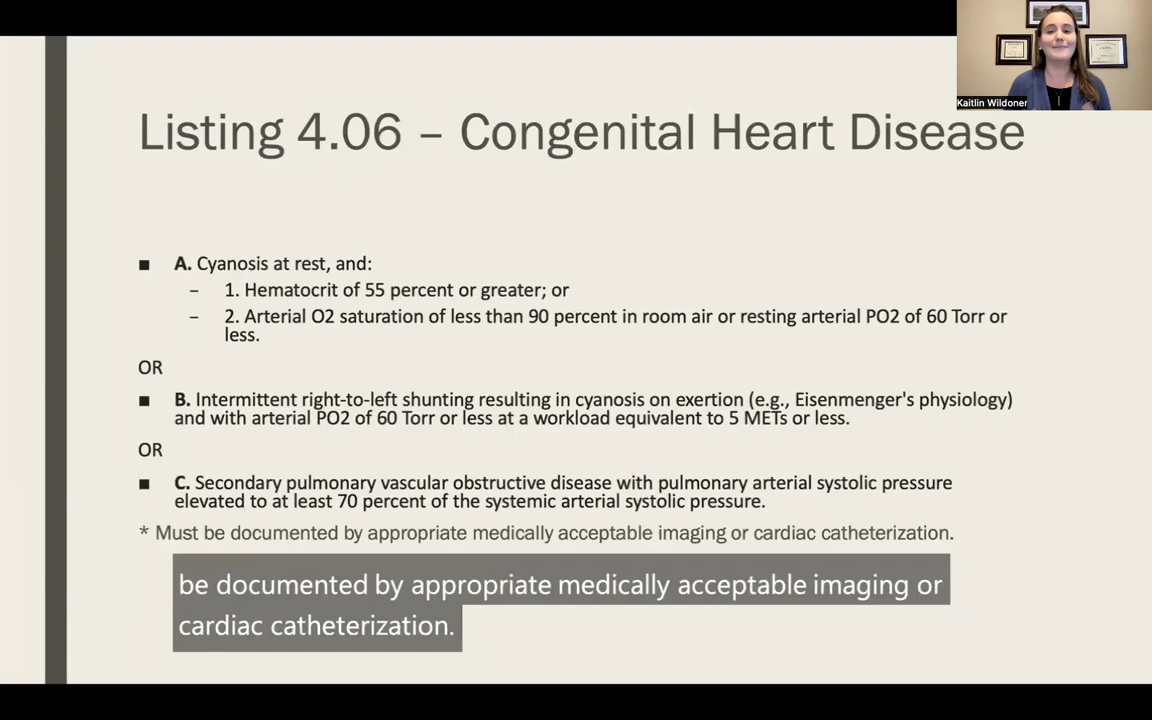 Kaitlin Wildoner
Listing 4.06 – Congenital Heart Disease
■ A. Cyanosis at rest, and:
– 1. Hematocrit of 55 percent or greater; or
– 2. Arterial O2 saturation of less than 90 percent in room air or resting arterial PO2 of 60 Torr or
less.
OR
■ B. Intermittent right-to-left shunting resulting in cyanosis on exertion (e.g., Eisenmenger's physiology)
and with arterial PO2 of 60 Torr or less at a workload equivalent to 5 METs or less.
OR
■ C. Secondary pulmonary vascular obstructive disease with pulmonary arterial systolic pressure
elevated to at least 70 percent of the systemic arterial systolic pressure.
* Must be documented by appropriate medically acceptable imaging or cardiac catheterization.
be documented by appropriate medically acceptable imaging or
cardiac catheterization.